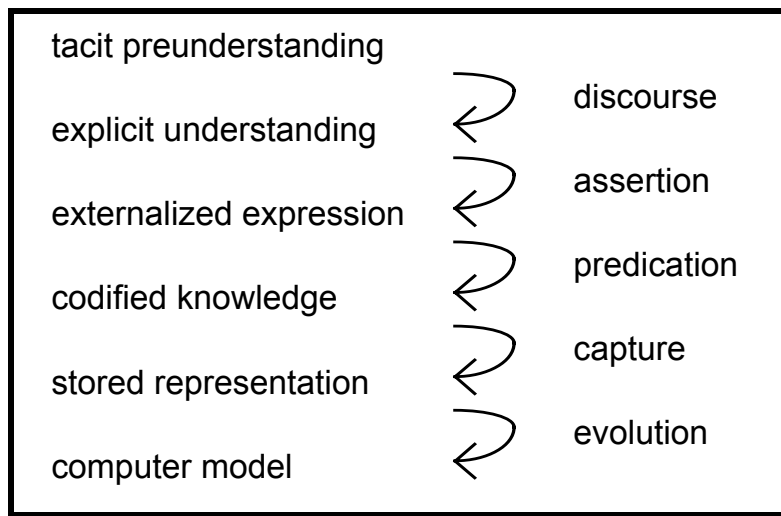 tacit preunderstanding
discourse
explicit understanding
assertion
externalized expression
predication
codified knowledge
capture
stored representation
evolution
computer model